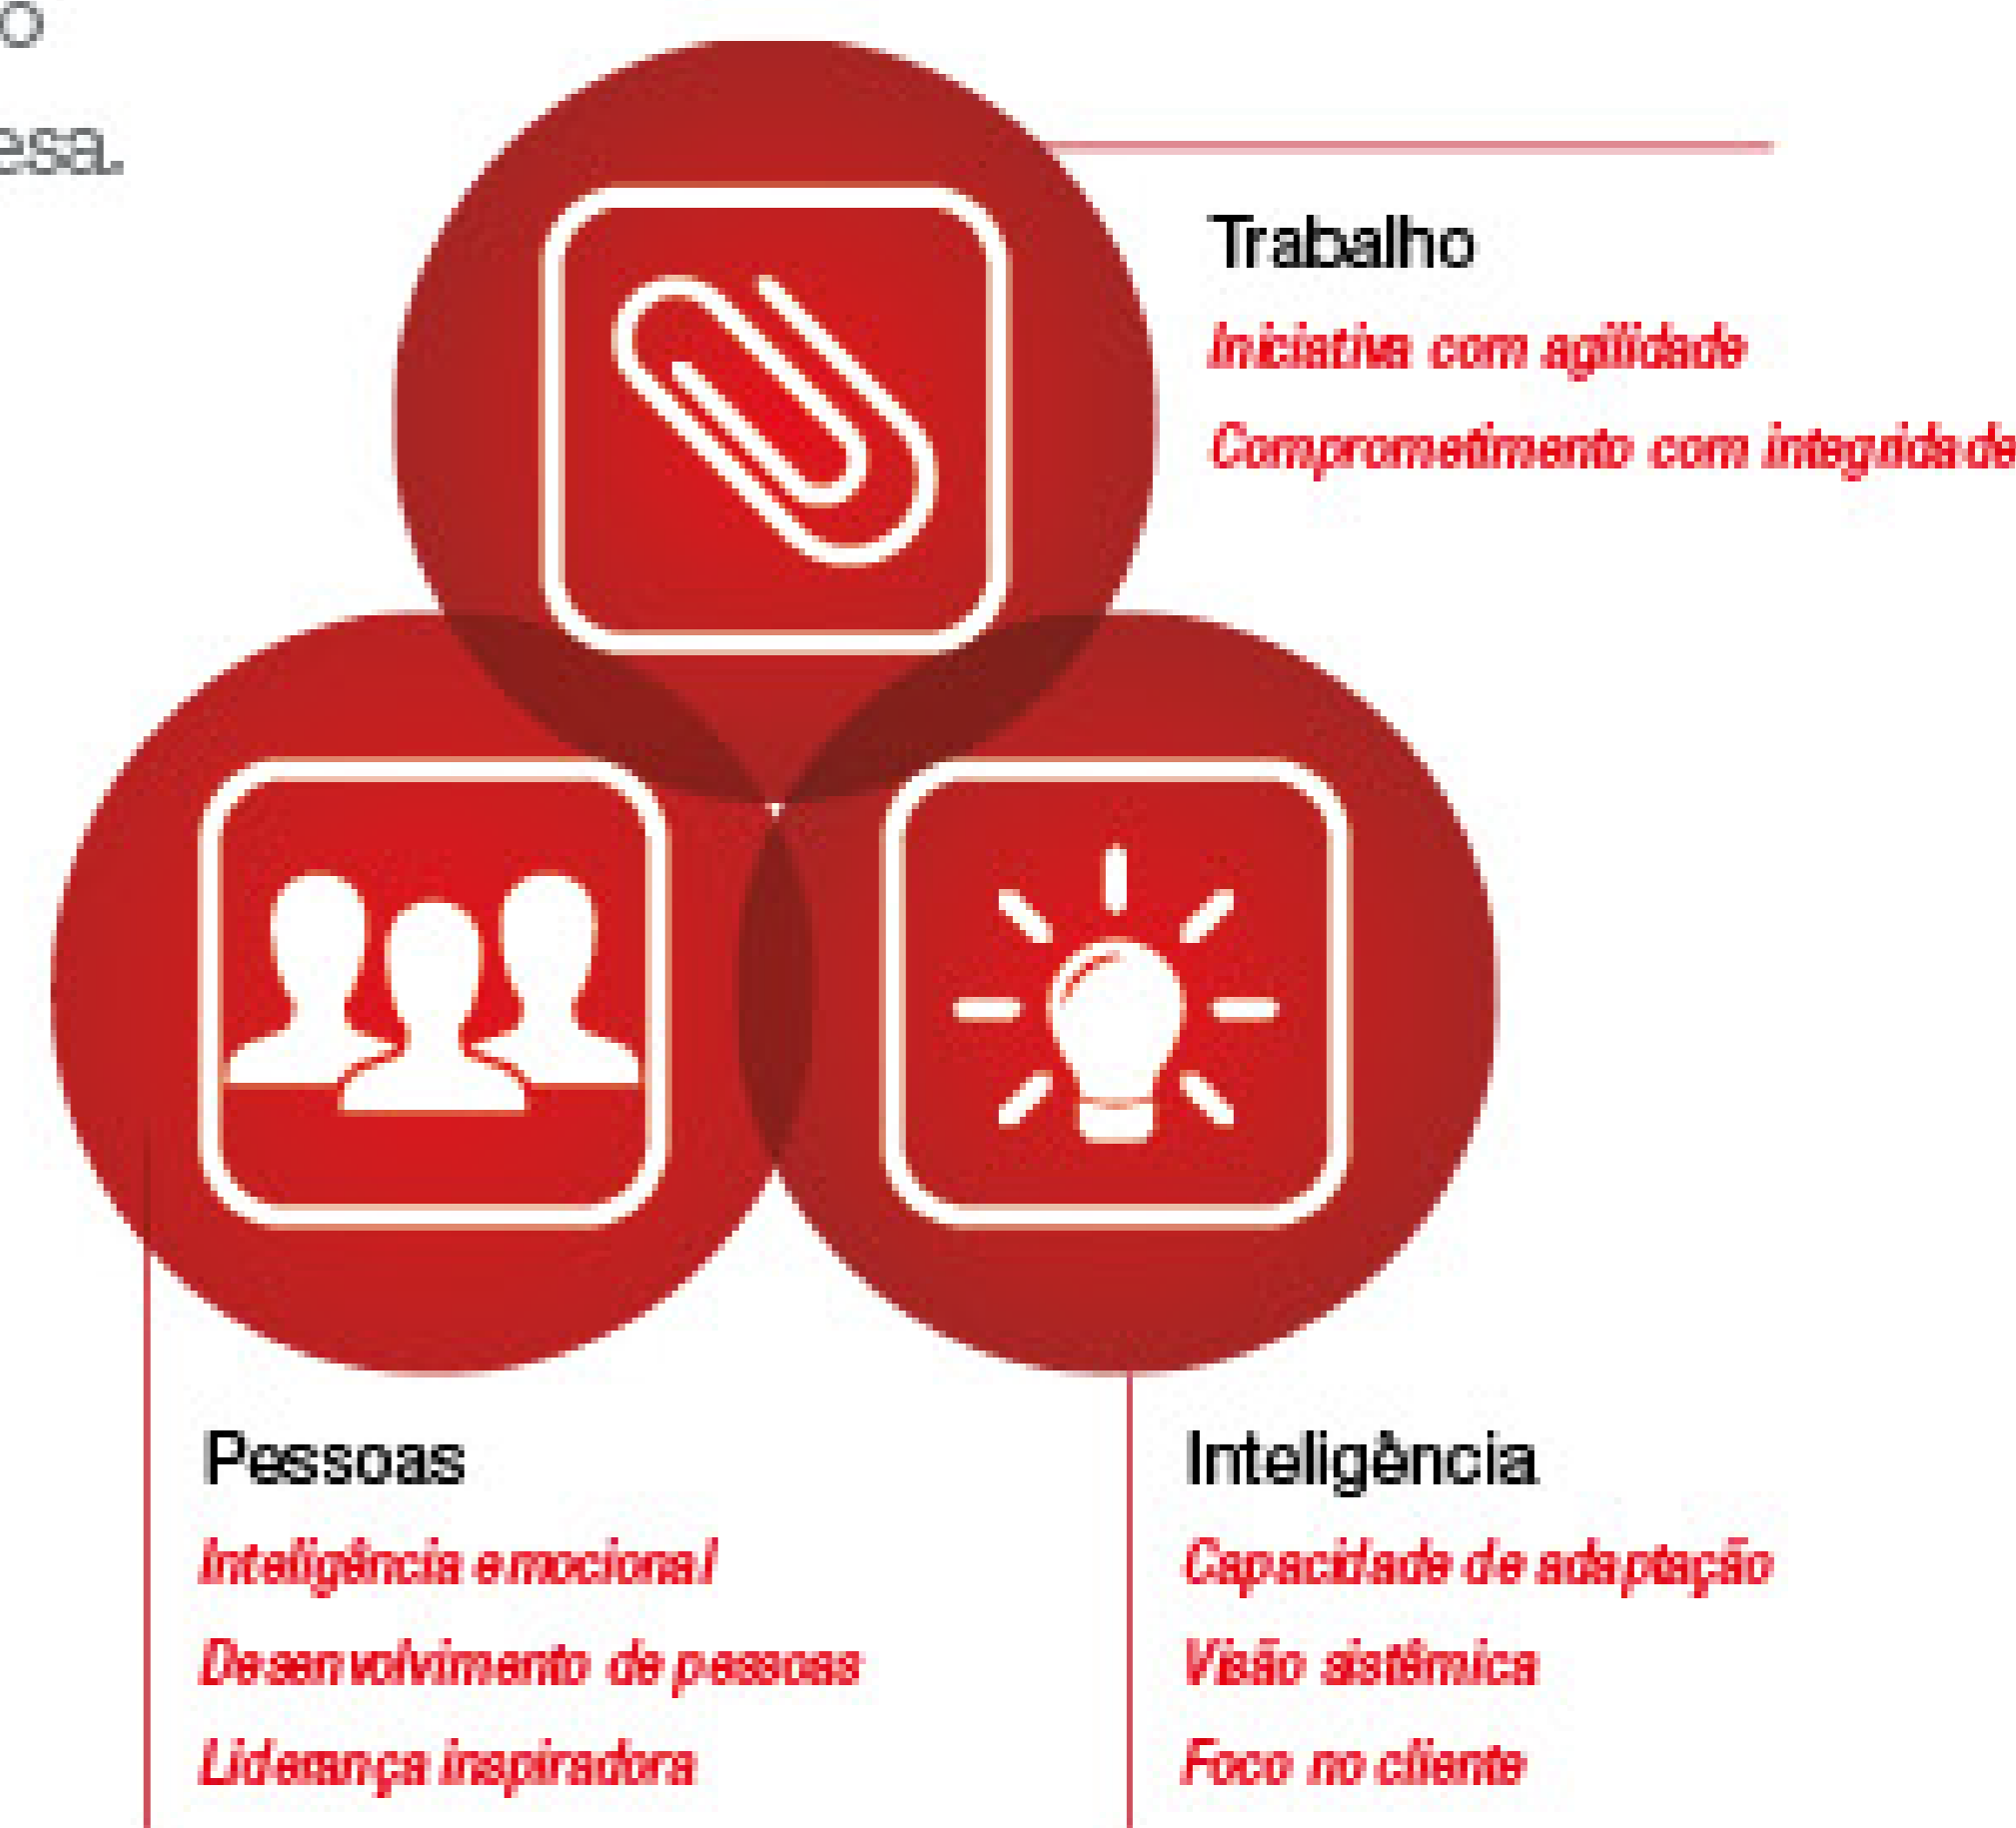 o
esa.
Trabalho
Iniciativa com agilidade
Comprometimento com integridade
Pessoas
Inteligência emocional
Desenvolvimento de pessoas
Liderança inspiradora
Inteligência
Capacidade de adaptação
Visão sistêmica
Foco no cliente